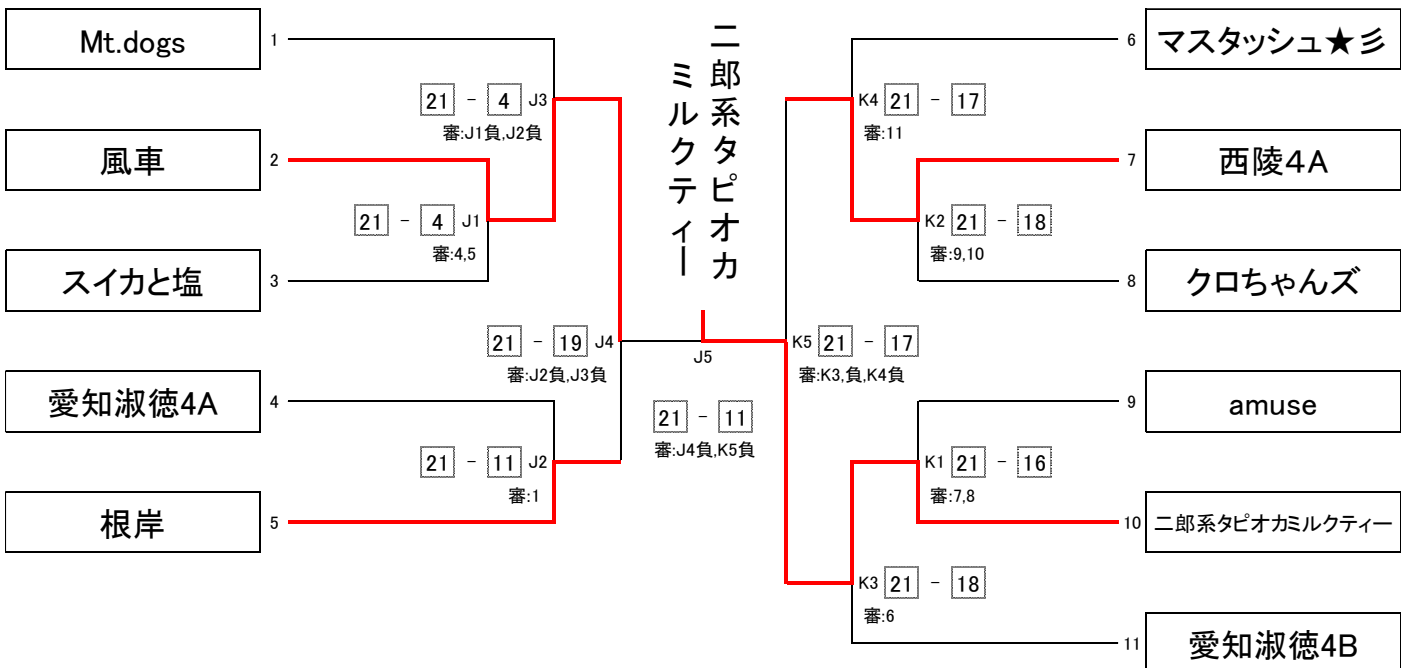 Mt.dogs 1
21 - 4 J3
審:J1負,J2負
風車 2
21 - 4 J1
審:4,5
スイカと塩 3
21 - 19 J4
審:J2負,J3負
愛知淑徳4A 4
21 - 11 J2
審:1
根岸 5
二郎系タピオカ
ミルクティー
J5
21 - 11
審:J4負,K5負
6 マスタッシュ★彡
K4 21 - 17
審:11
7 西陵4A
K2 21 - 18
審:9,10
8 クロちゃんズ
K5 21 - 17
審:K3,負,K4負
9 amuse
K1 21 - 16
審:7,8
10 二郎系タピオカミルクティー
K3 21 - 18
審:6
11 愛知淑徳4B